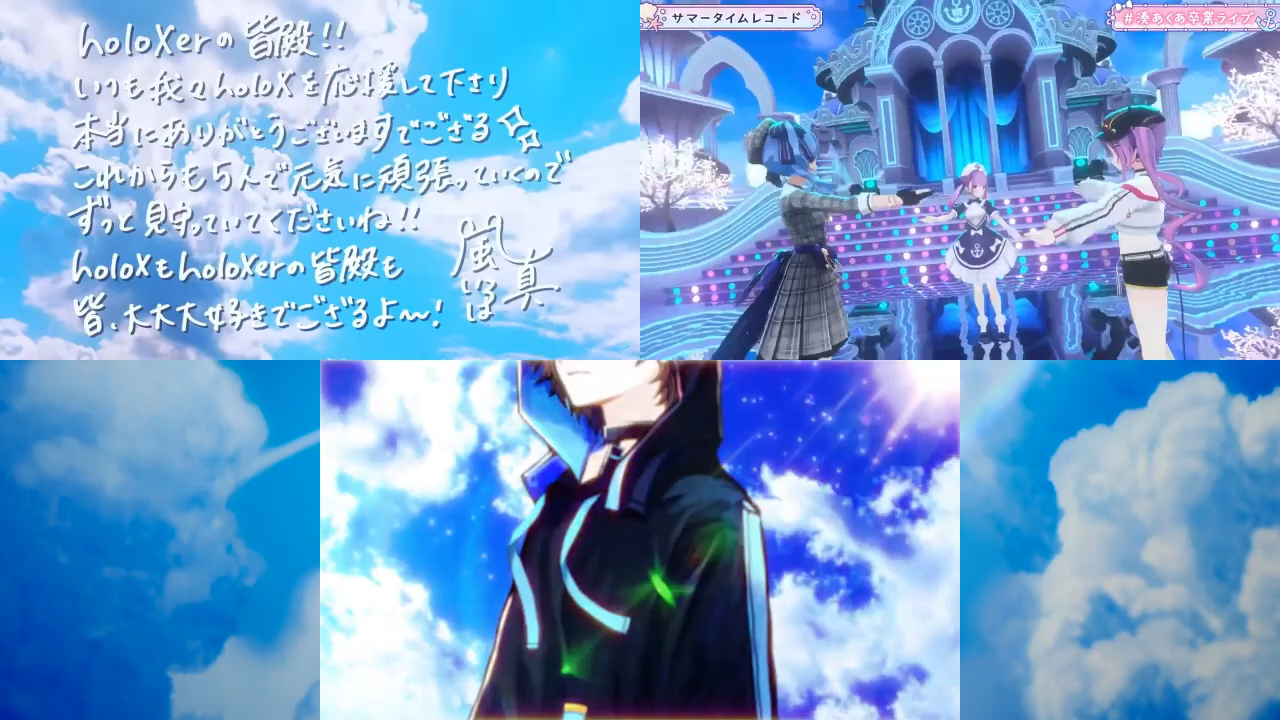 holoXerの皆殿!!
いつも我々holoXを応援して下さり
本当にありがとうございますでござる
これからも5人で元気に頑張っていくので
ずっと見守っていてくださいね!!
holoXもholoXerの皆殿も
皆、大大大好きでござるよ〜!
風真
いろは
サマータイムレコード
#湊あくあ卒業ライブ